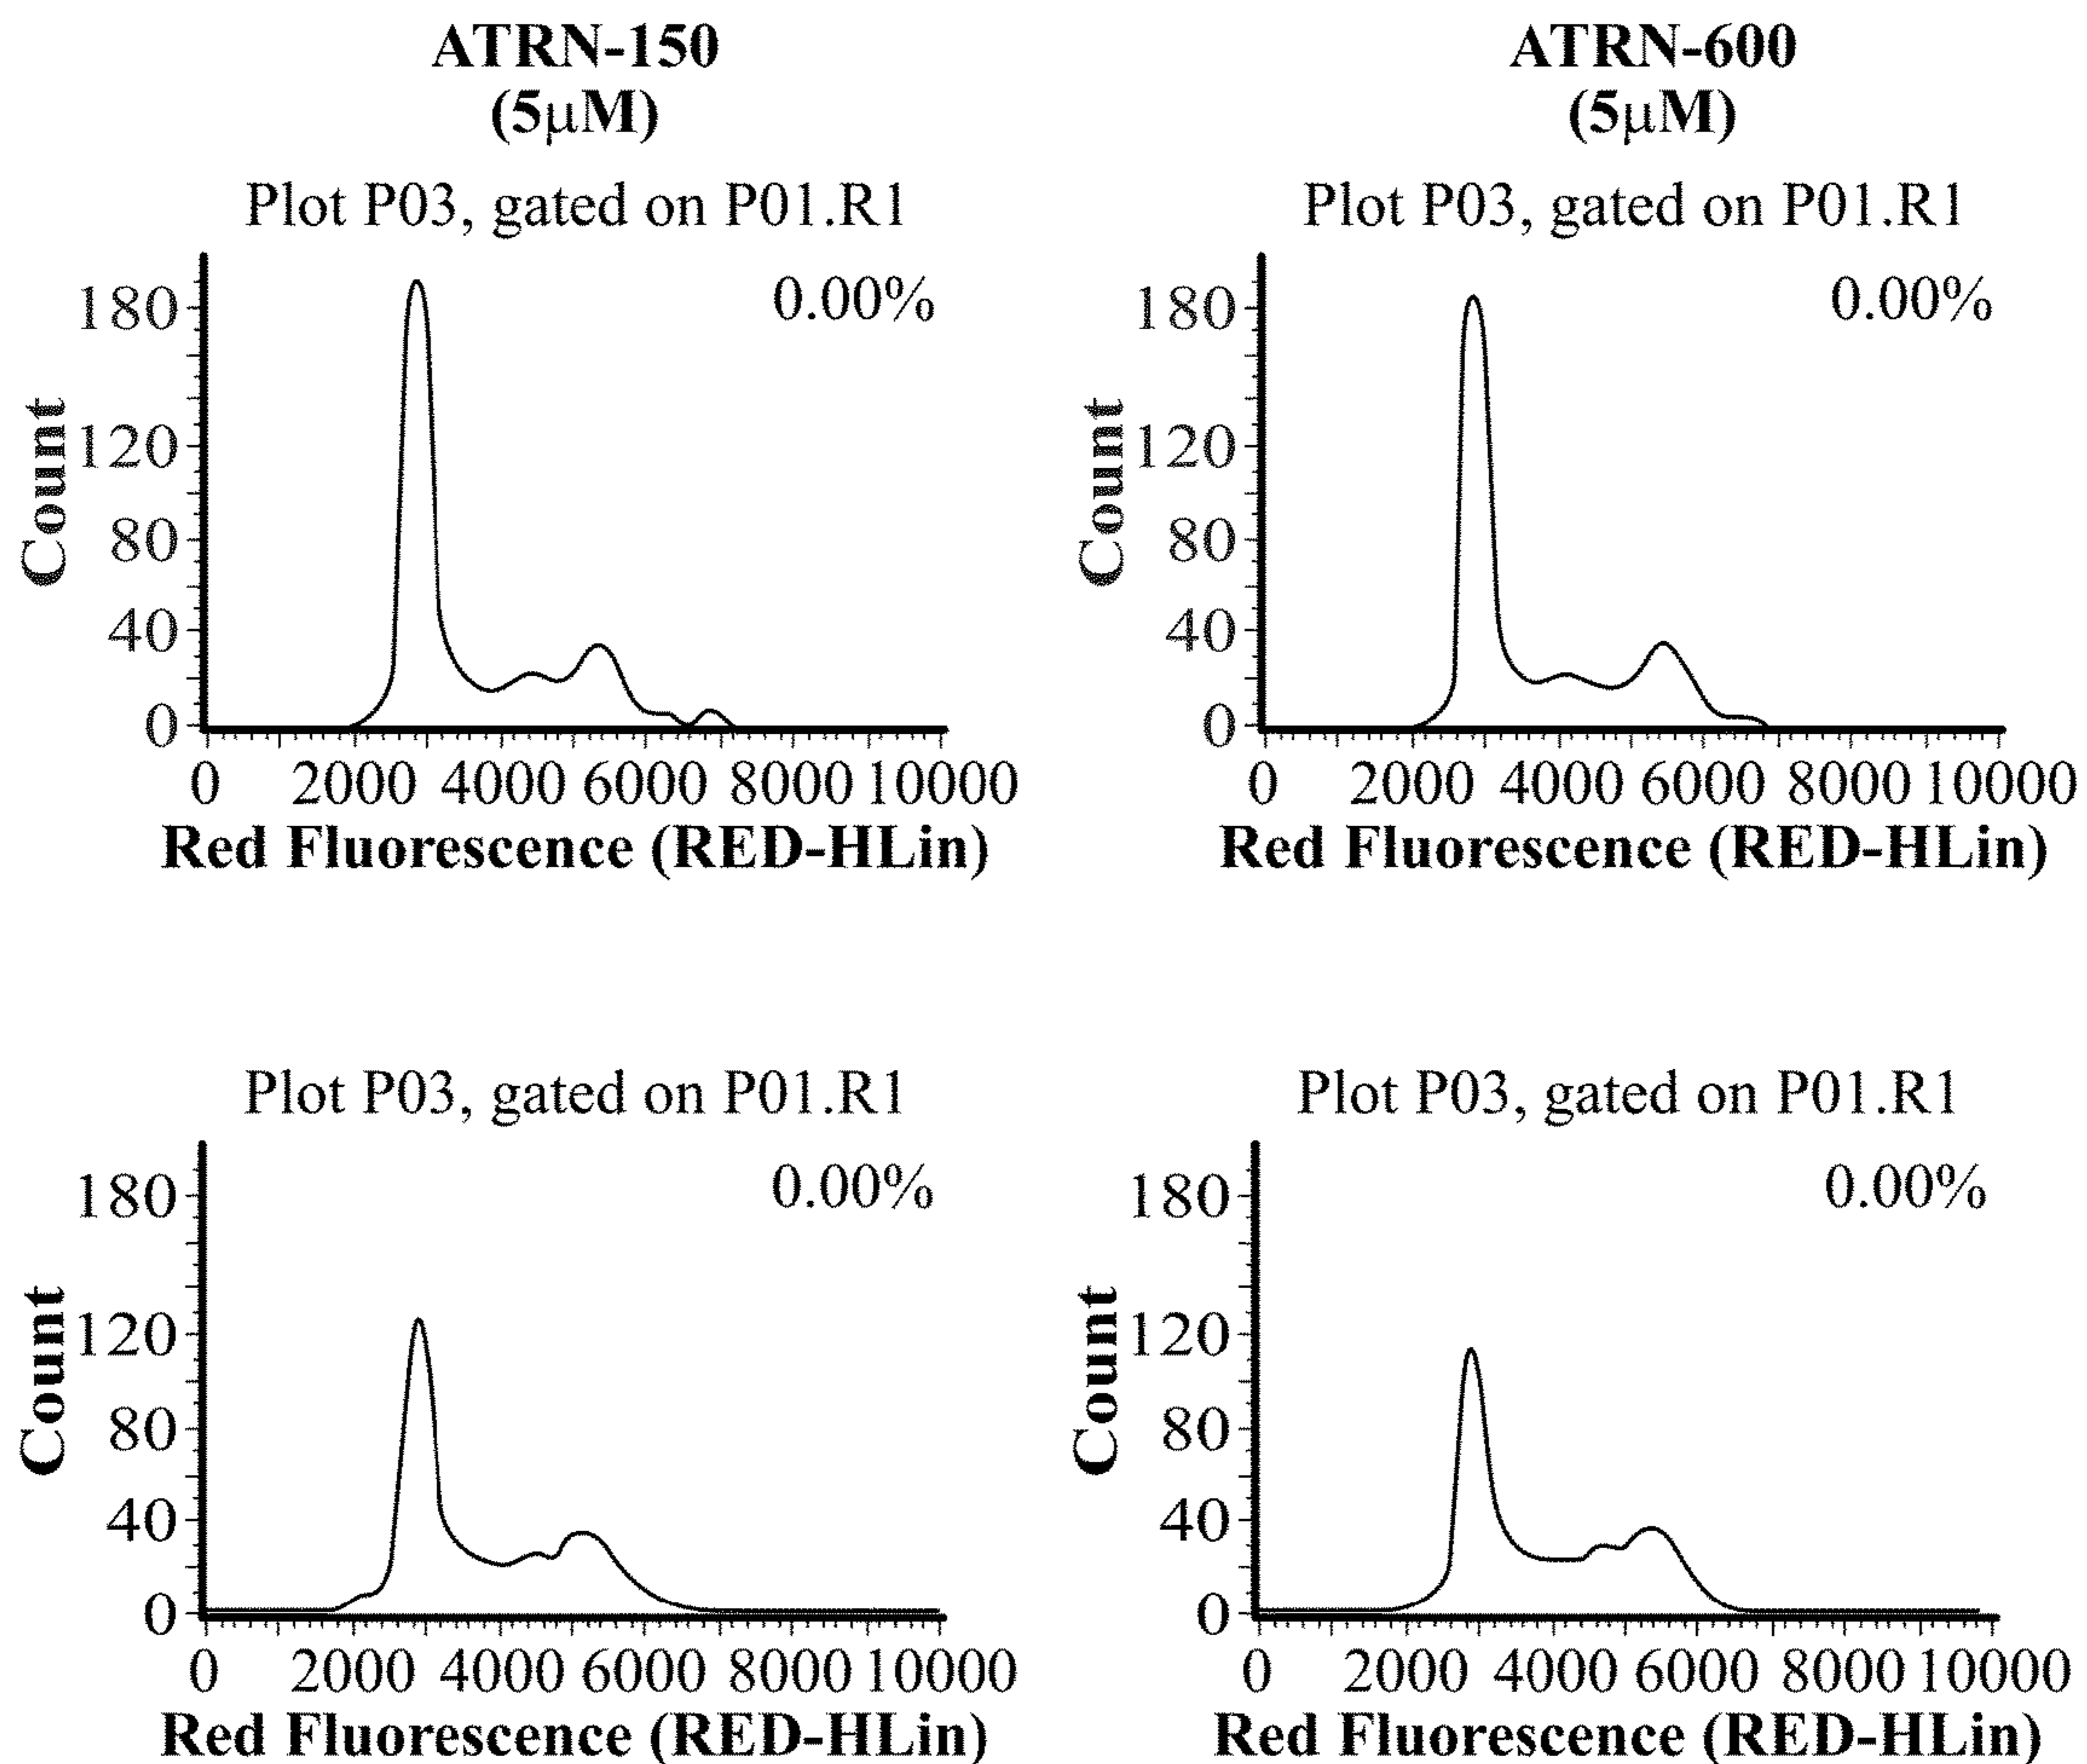 ATRN-150
(5μM)
Plot P03, gated on P01.R1
0.00%
180
120
80
40
0
Count
0 2000 4000 6000 8000 10000
Red Fluorescence (RED-HLin)
ATRN-600
(5μM)
Plot P03, gated on P01.R1
0.00%
180
120
80
40
0
Count
0 2000 4000 6000 8000 10000
Red Fluorescence (RED-HLin)
Plot P03, gated on P01.R1
0.00%
180
120
80
40
0
Count
0 2000 4000 6000 8000 10000
Red Fluorescence (RED-HLin)
Plot P03, gated on P01.R1
0.00%
180
120
80
40
0
Count
0 2000 4000 6000 8000 10000
Red Fluorescence (RED-HLin)